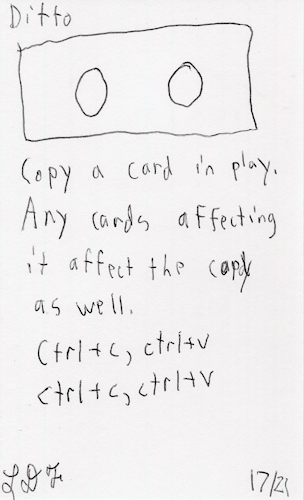 Ditto
Copy a card in play.
Any cards affecting
it affect the copy
as well.
Ctrl+c, ctrl+v
ctrl+c, ctrl+v
17/21